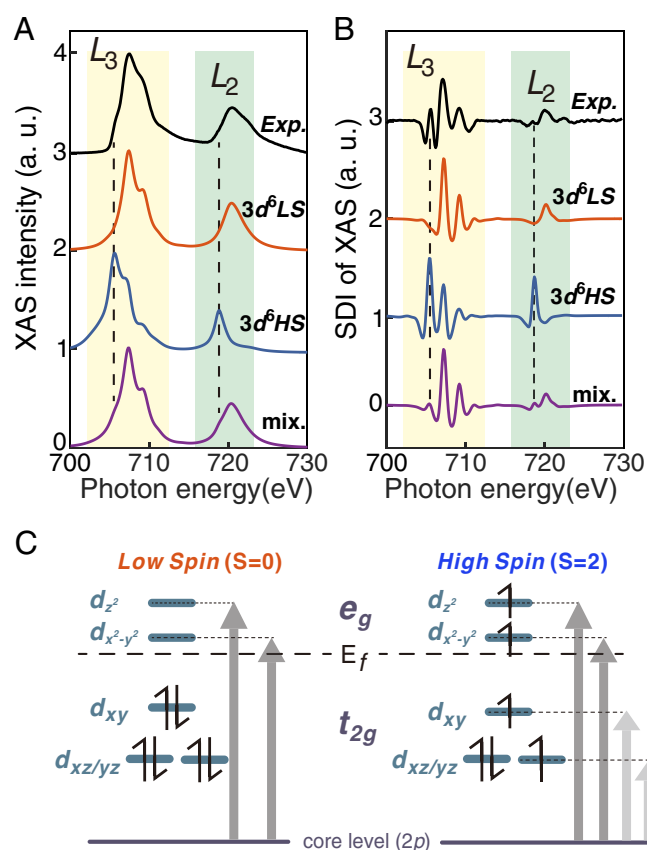 A
B
XAS intensity (a. u.)
4
3
2
1
0
L3
L2
Exp.
3d⁶LS
3d⁶HS
mix.
700 710 720 730
Photon energy(eV)
SDI of XAS (a. u.)
3
2
1
0
L3
L2
Exp.
3d⁶LS
3d⁶HS
mix.
700 710 720 730
Photon energy(eV)
C
Low Spin (S=0)
High Spin (S=2)
dz²
dx²-y²
eg
dz²
dx²-y²
Ef
dxy
t2g
dxy
dxz/yz
dxz/yz
core level (2p)